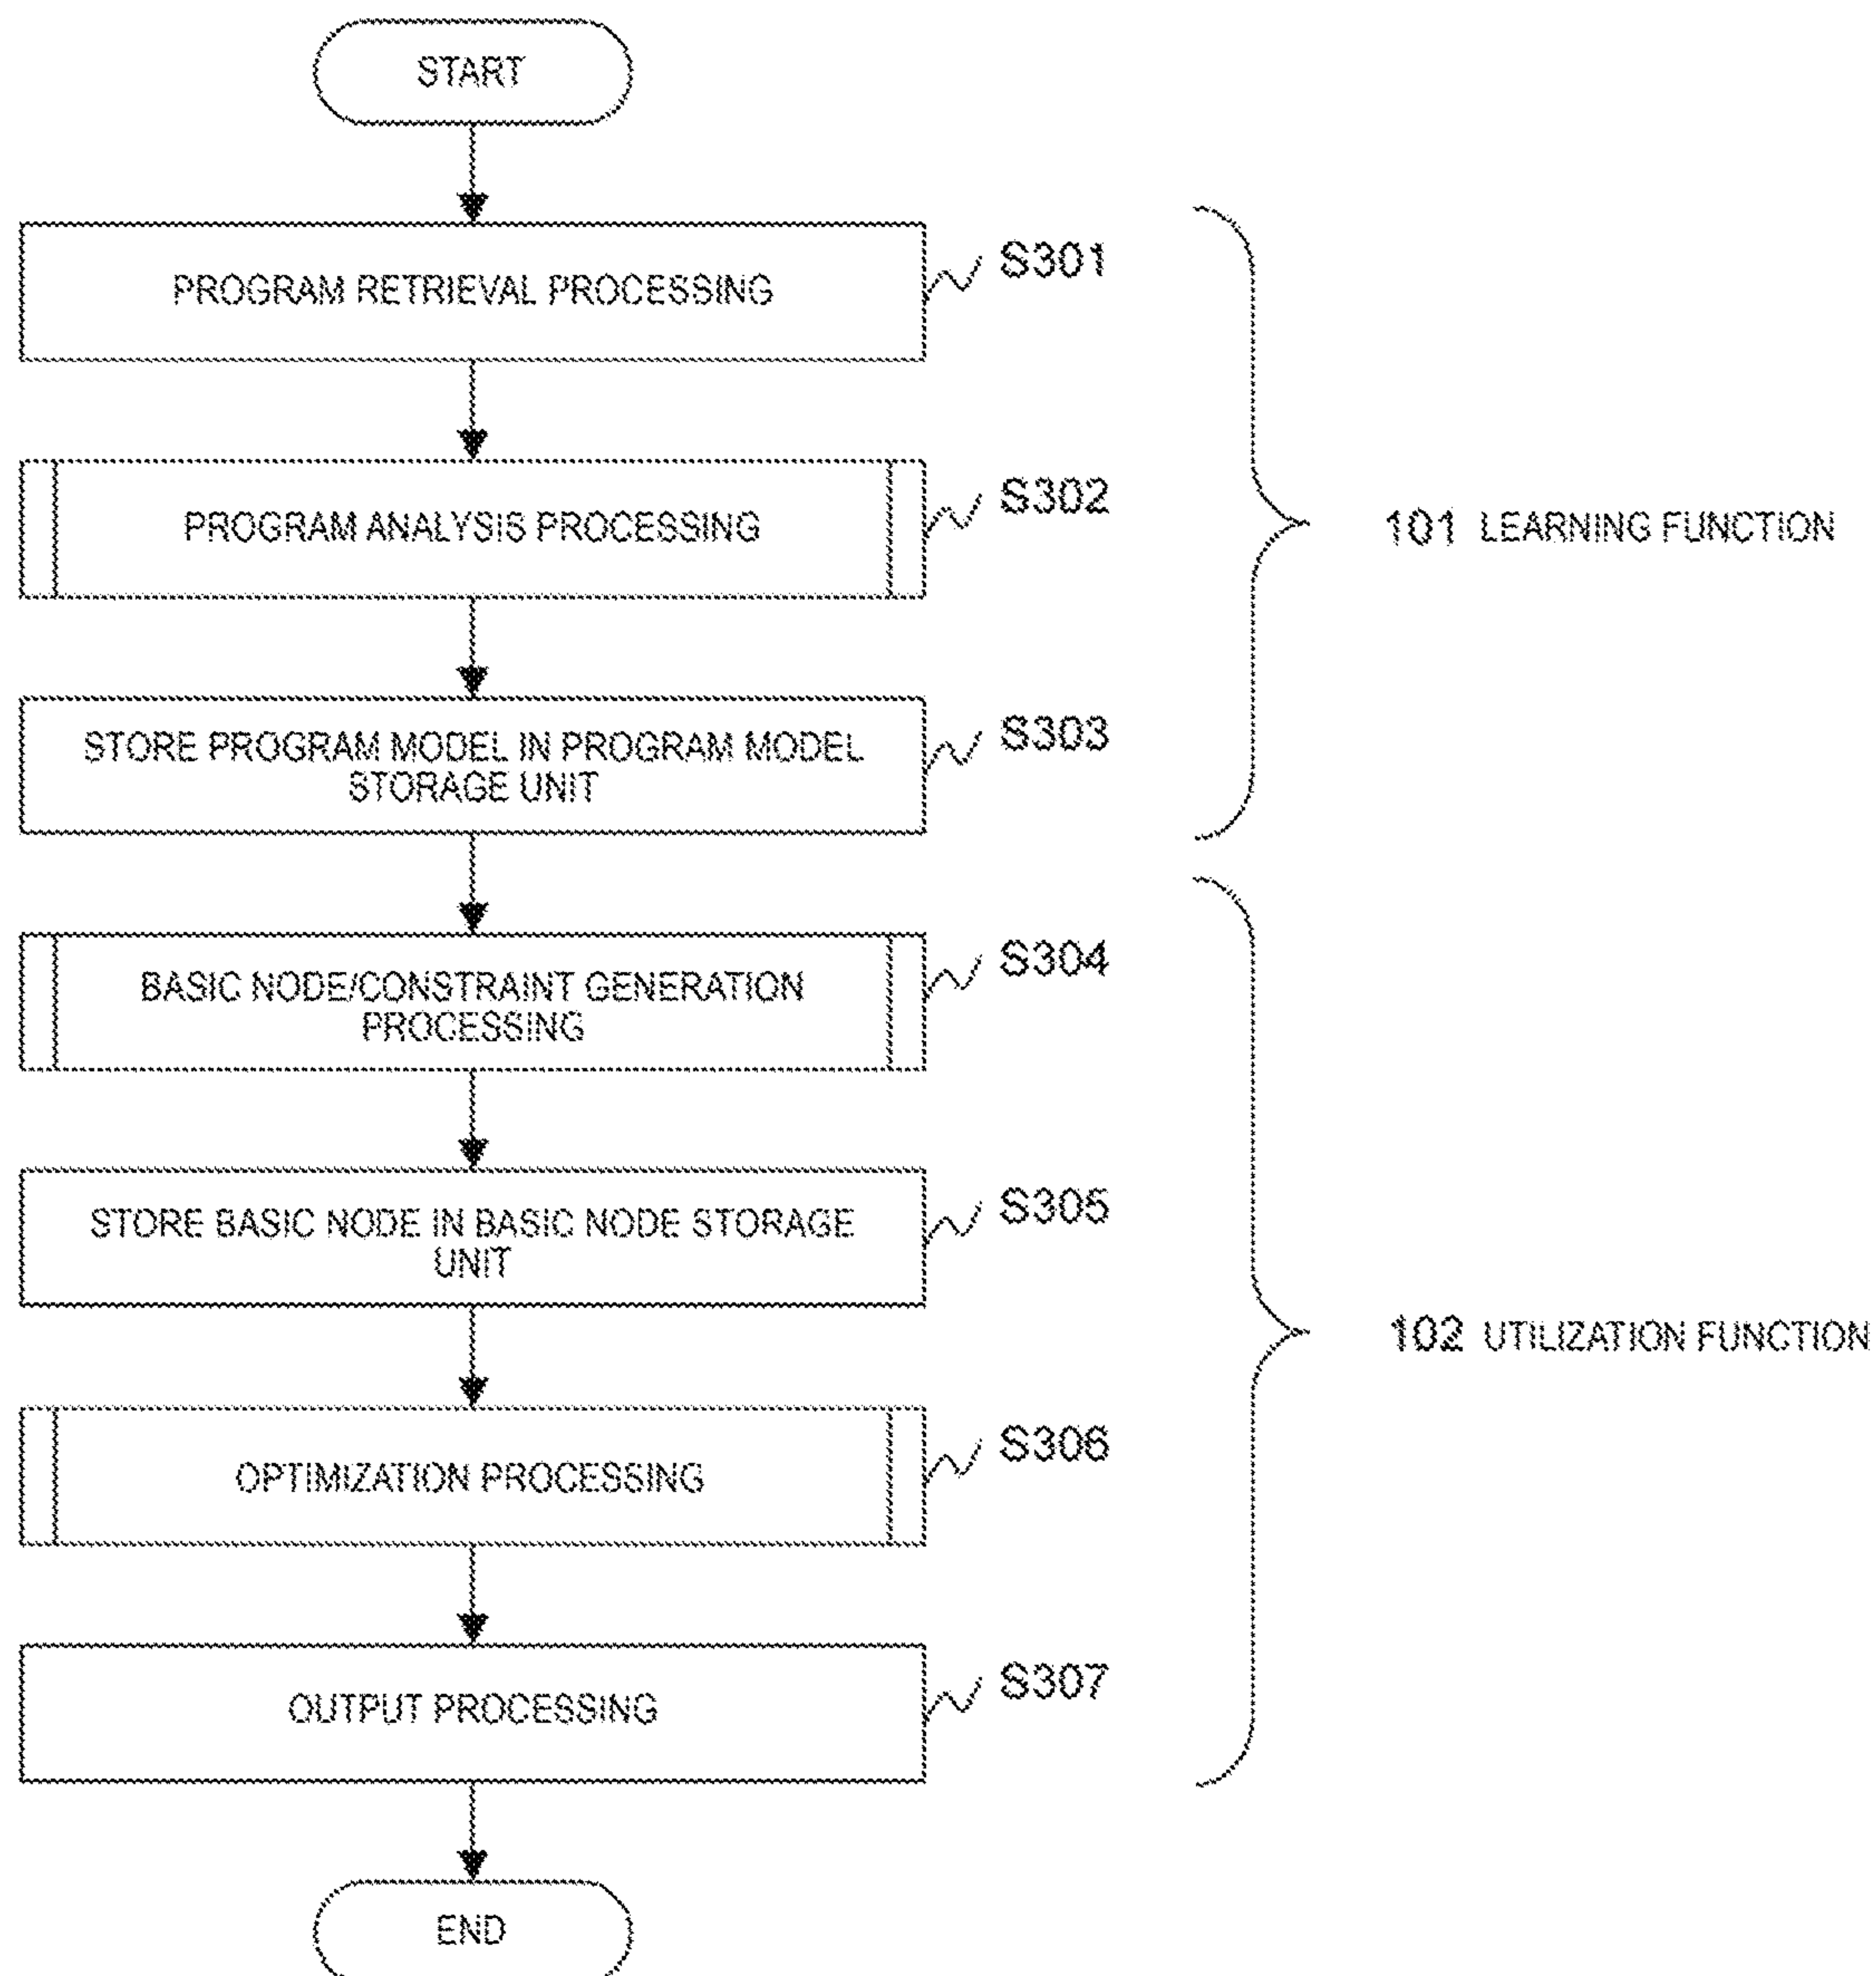 START
PROGRAM RETRIEVAL PROCESSING
S301
PROGRAM ANALYSIS PROCESSING
S302
101 LEARNING FUNCTION
STORE PROGRAM MODEL IN PROGRAM MODEL
STORAGE UNIT
S303
BASIC NODE/CONSTRAINT GENERATION
PROCESSING
S304
STORE BASIC NODE IN BASIC NODE STORAGE
UNIT
S305
102 UTILIZATION FUNCTION
OPTIMIZATION PROCESSING
S306
OUTPUT PROCESSING
S307
END